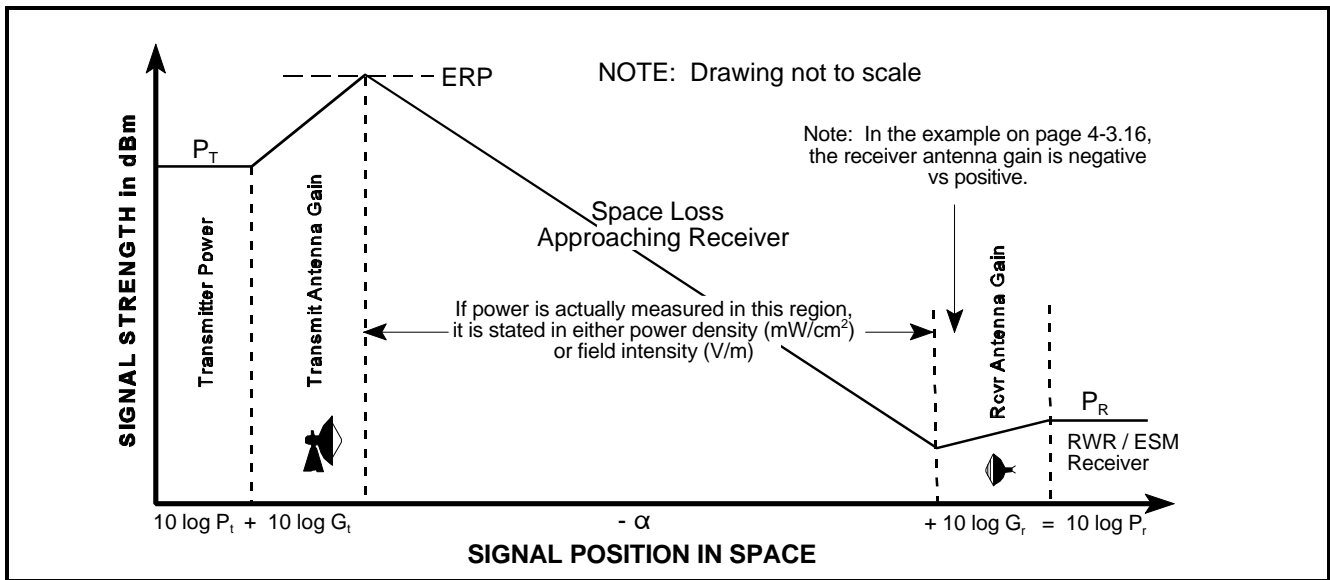 SIGNAL STRENGTH in dBm
P_T
ERP
NOTE: Drawing not to scale
Note: In the example on page 4-3.16,
the receiver antenna gain is negative
vs positive.
Transmitter Power
Transmit Antenna Gain
Space Loss
Approaching Receiver
If power is actually measured in this region,
it is stated in either power density (mW/cm²)
or field intensity (V/m)
Rcvr Antenna Gain
P_R
RWR / ESM
Receiver
10 log P_t + 10 log G_t - α + 10 log G_r = 10 log P_r
SIGNAL POSITION IN SPACE